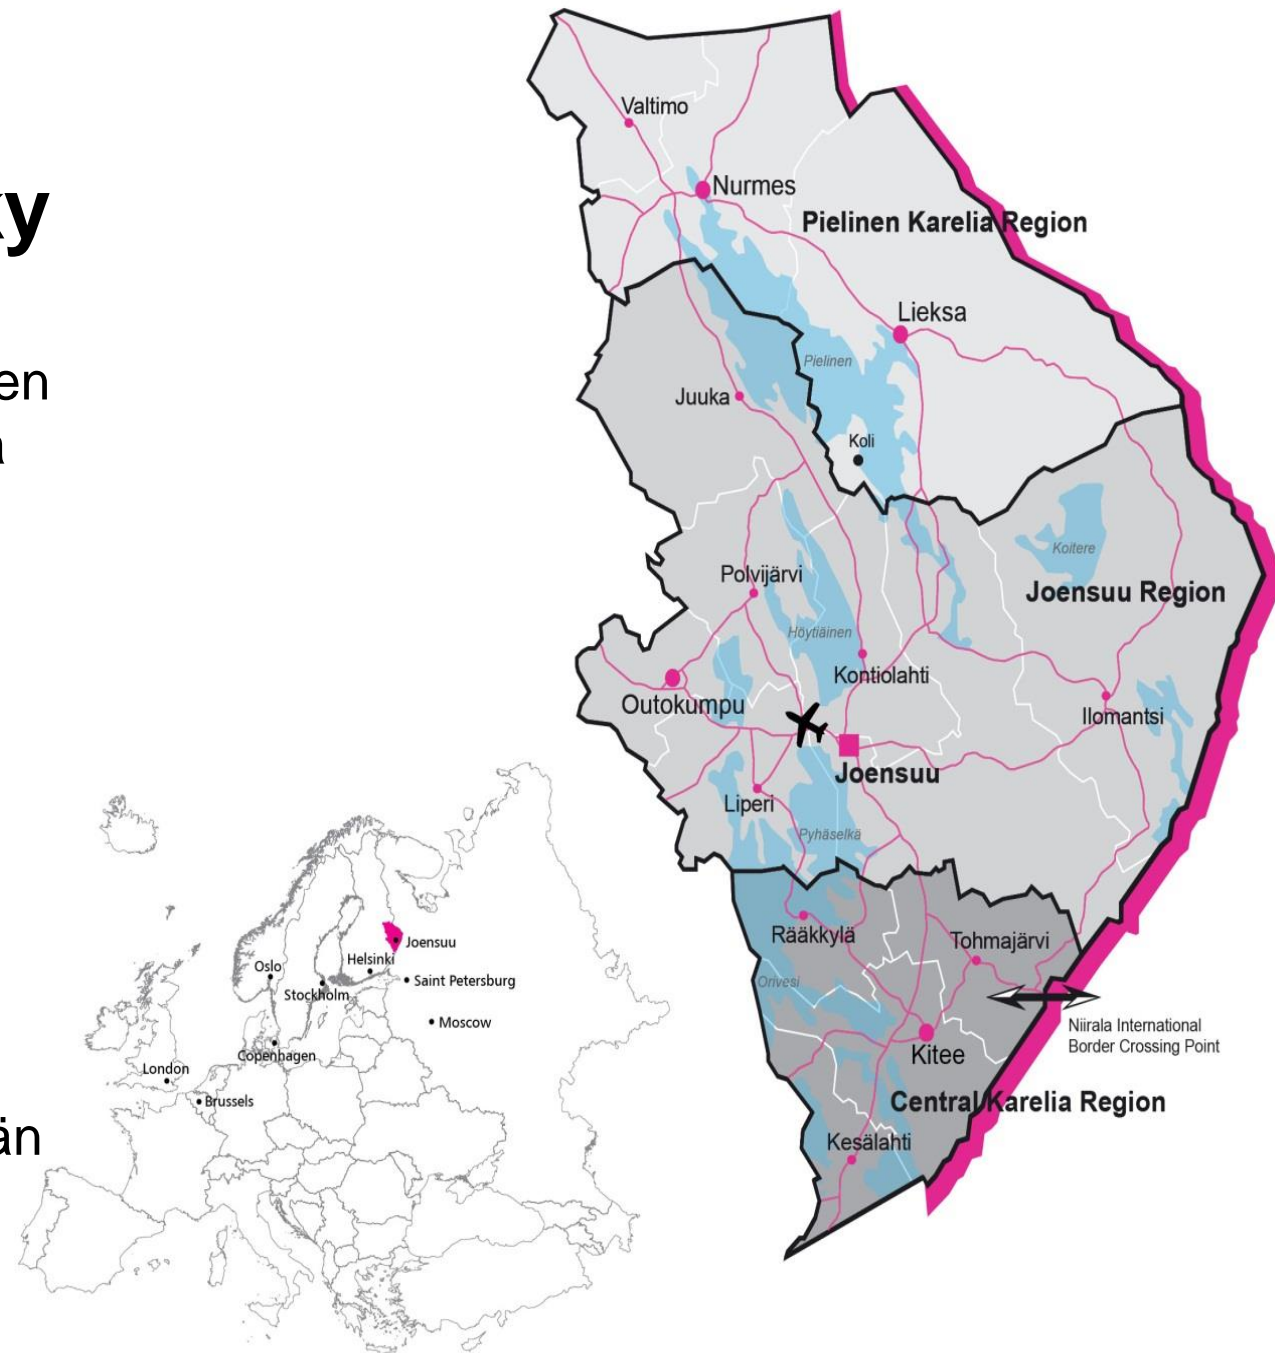 ky
en
ä
än
Valtimo
Nurmes
Pielinen Karelia Region
Lieksa
Pielinen
Juuka
Koli
Koitere
Polvijärvi
Joensuu Region
Höytiäinen
Kontiolahti
Outokumpu
Ilomantsi
Joensuu
Liperi
Pyhäselkä
Rääkkylä
Tohmajärvi
Orivesi
Niirala International
Border Crossing Point
Kitee
Central Karelia Region
Kesälahti
Joensuu
Helsinki
Oslo
Saint Petersburg
Stockholm
Moscow
Copenhagen
London
Brussels